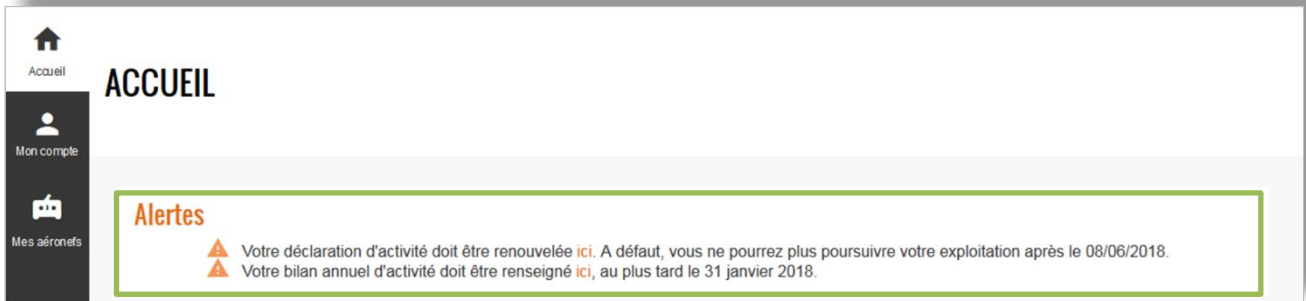 Accueil
ACCUEIL
Mon compte
Mes aéronefs
Alertes
Votre déclaration d'activité doit être renouvelée ici. A défaut, vous ne pourrez plus poursuivre votre exploitation après le 08/06/2018.
Votre bilan annuel d'activité doit être renseigné ici, au plus tard le 31 janvier 2018.